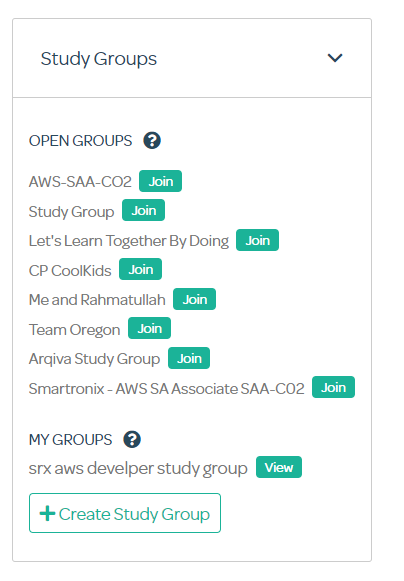 Study Groups
OPEN GROUPS ?
AWS-SAA-CO2 Join
Study Group Join
Let's Learn Together By Doing Join
CP CoolKids Join
Me and Rahmatullah Join
Team Oregon Join
Arqiva Study Group Join
Smartronix - AWS SA Associate SAA-C02 Join
MY GROUPS ?
srx aws develper study group View
+ Create Study Group